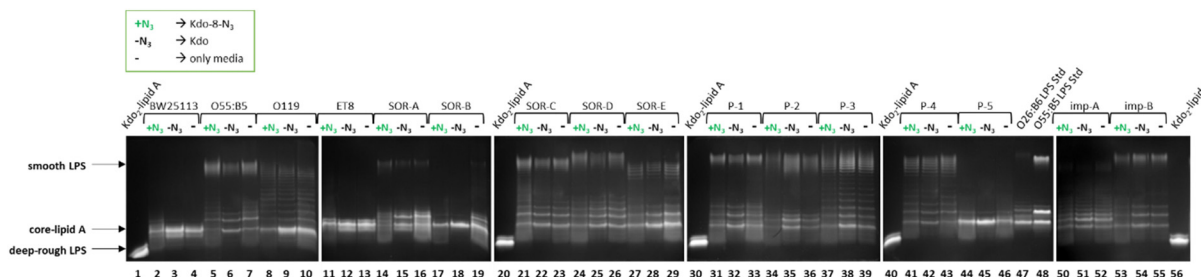 +N₃ → Kdo-8-N₃
-N₃ → Kdo
- → only media
Kdo₂-lipid A BW25113 O55:B5 O119 ET8 SOR-A SOR-B Kdo₂-lipid A SOR-C SOR-D SOR-E Kdo₂-lipid A P-1 P-2 P-3 Kdo₂-lipid A P-4 P-5 O26:B6 LPS Std O55:B5 LPS Std imp-A imp-B Kdo₂-lipid
+N₃ -N₃ - +N₃ -N₃ - +N₃ -N₃ - +N₃ -N₃ - +N₃ -N₃ - +N₃ -N₃ - +N₃ -N₃ - +N₃ -N₃ - +N₃ -N₃ - +N₃ -N₃ - +N₃ -N₃ - +N₃ -N₃ - +N₃ -N₃ - +N₃ -N₃ - +N₃ -N₃ - +N₃ -N₃ -
smooth LPS
core-lipid A
deep-rough LPS
1 2 3 4 5 6 7 8 9 10 11 12 13 14 15 16 17 18 19 20 21 22 23 24 25 26 27 28 29 30 31 32 33 34 35 36 37 38 39 40 41 42 43 44 45 46 47 48 50 51 52 53 54 55 56